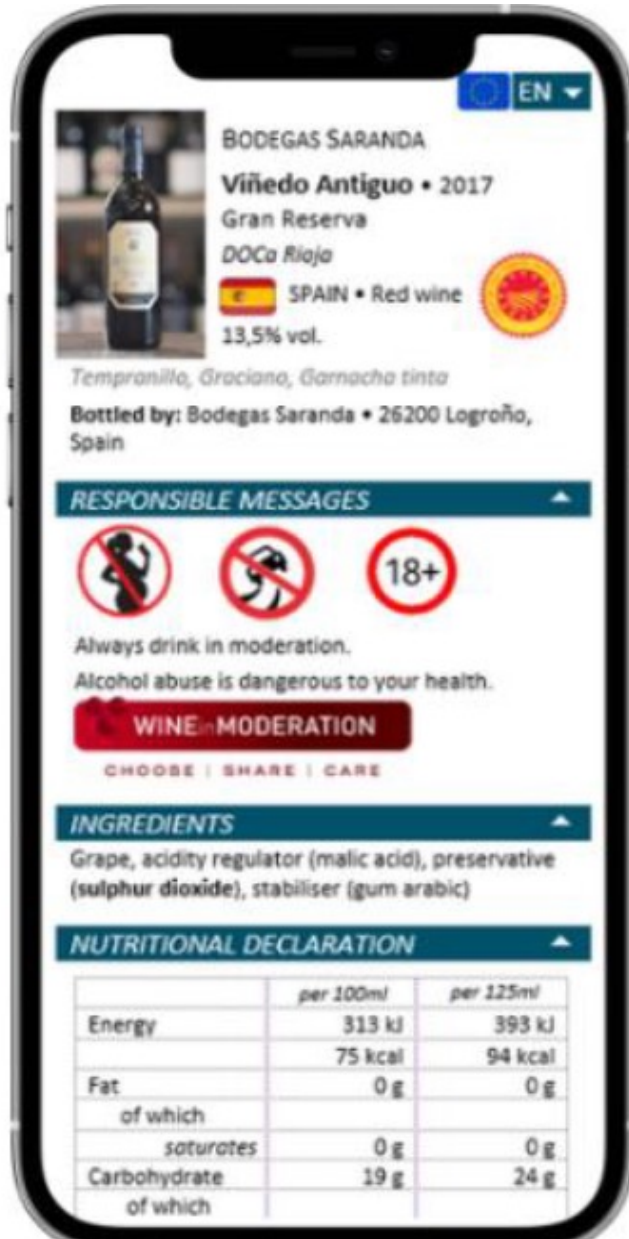 EN
BODEGAS SARANDA
Viñedo Antiguo • 2017
Gran Reserva
DOCa Rioja
SPAIN • Red wine
13,5% vol.
Tempranillo, Graciano, Garnacha tinta
Bottled by: Bodegas Saranda • 26200 Logroño,
Spain
RESPONSIBLE MESSAGES
18+
Always drink in moderation.
Alcohol abuse is dangerous to your health.
WINEinMODERATION
CHOOSE | SHARE | CARE
INGREDIENTS
Grape, acidity regulator (malic acid), preservative
(sulphur dioxide), stabiliser (gum arabic)
NUTRITIONAL DECLARATION
per 100ml per 125ml
Energy 313 kJ 393 kJ
75 kcal 94 kcal
Fat 0 g 0 g
of which
saturates 0 g 0 g
Carbohydrate 19 g 24 g
of which